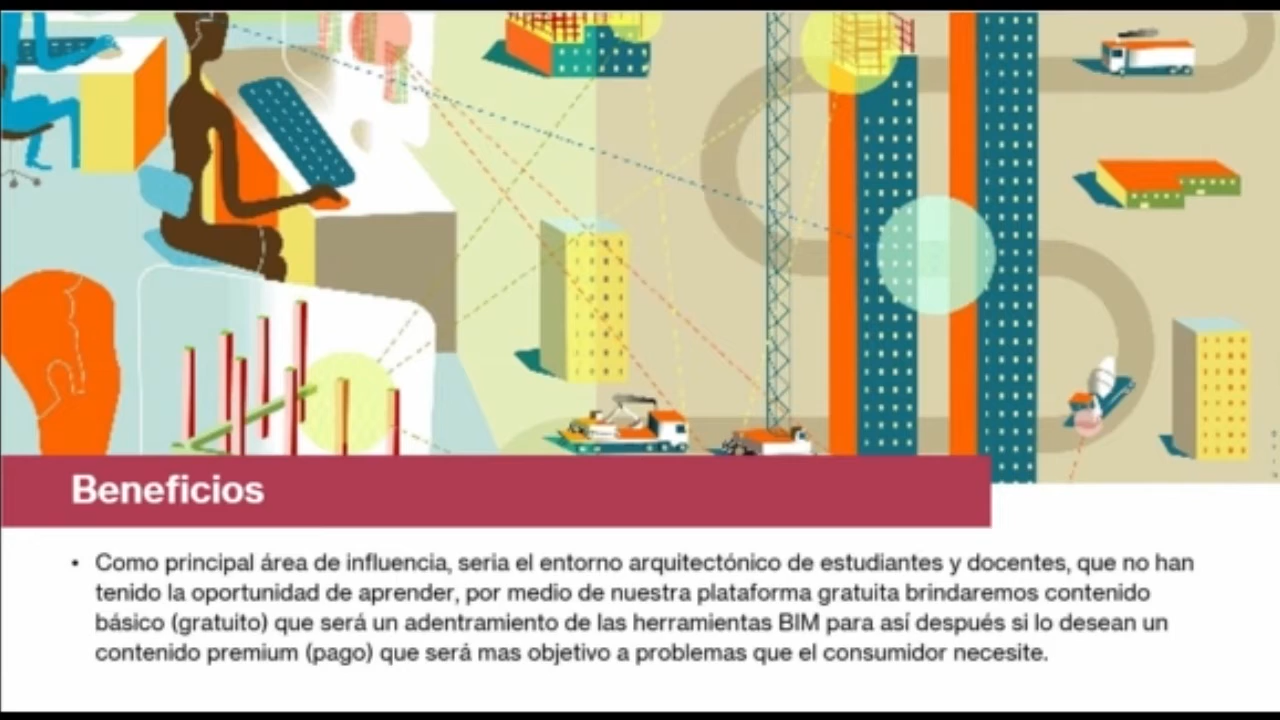 Beneficios
• Como principal área de influencia, seria el entorno arquitectónico de estudiantes y docentes, que no han
tenido la oportunidad de aprender, por medio de nuestra plataforma gratuita brindaremos contenido
básico (gratuito) que será un adentramiento de las herramientas BIM para así después si lo desean un
contenido premium (pago) que será mas objetivo a problemas que el consumidor necesite.